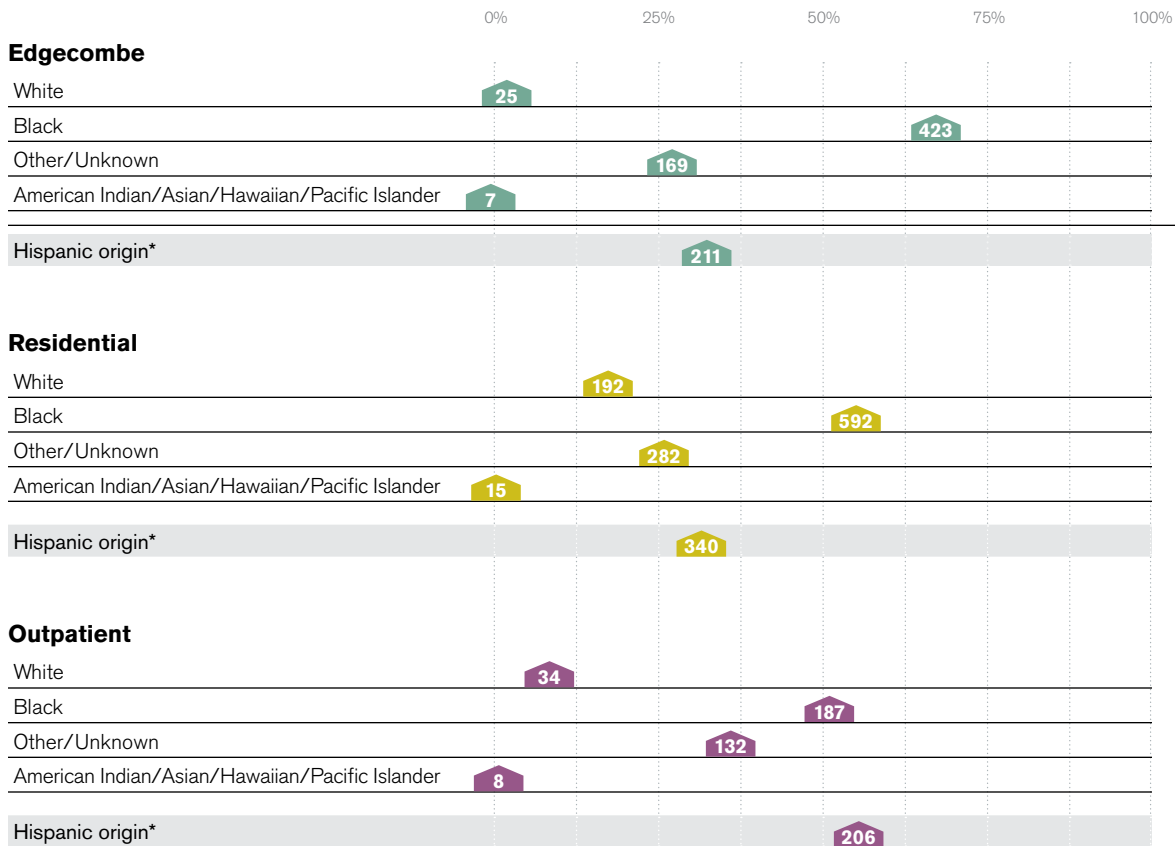 0% 25% 50% 75% 100%
Edgecombe
White 25
Black 423
Other/Unknown 169
American Indian/Asian/Hawaiian/Pacific Islander 7
Hispanic origin* 211
Residential
White 192
Black 592
Other/Unknown 282
American Indian/Asian/Hawaiian/Pacific Islander 15
Hispanic origin* 340
Outpatient
White 34
Black 187
Other/Unknown 132
American Indian/Asian/Hawaiian/Pacific Islander 8
Hispanic origin* 206